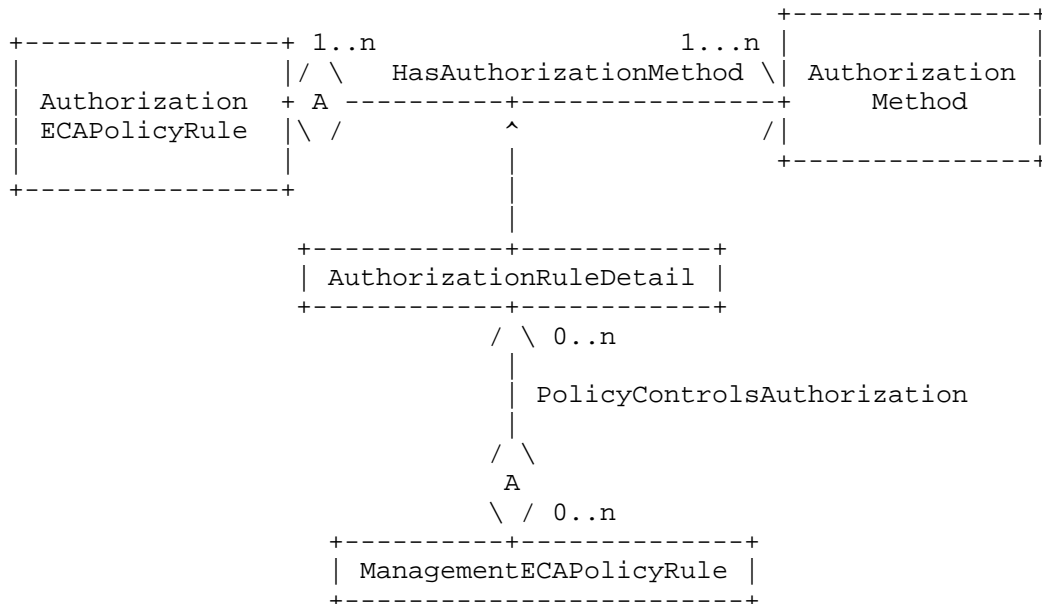 1..n 1...n
HasAuthorizationMethod Authorization
Authorization A Method
ECAPolicyRule
AuthorizationRuleDetail
0..n
PolicyControlsAuthorization
A
0..n
ManagementECAPolicyRule